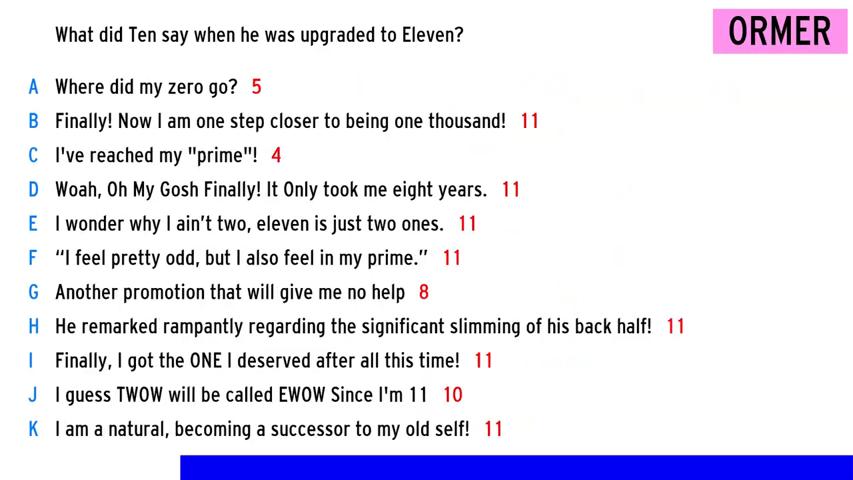 What did Ten say when he was upgraded to Eleven?
ORMER
A Where did my zero go? 5
B Finally! Now I am one step closer to being one thousand! 11
C I've reached my "prime"! 4
D Woah, Oh My Gosh Finally! It Only took me eight years. 11
E I wonder why I ain’t two, eleven is just two ones. 11
F “I feel pretty odd, but I also feel in my prime.” 11
G Another promotion that will give me no help 8
H He remarked rampantly regarding the significant slimming of his back half! 11
I Finally, I got the ONE I deserved after all this time! 11
J I guess TWOW will be called EWOW Since I'm 11 10
K I am a natural, becoming a successor to my old self! 11